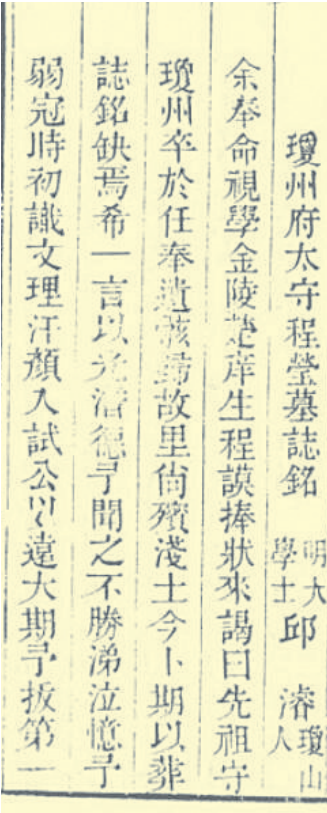 瓊州府太守程瑩墓誌銘 明大學士 邱濬 瓊山人
余奉命視學金陵楚庠生程謨捧狀來謁曰先祖守
瓊州卒於任奉遺骸歸故里尙殯淺土今卜期以葬
誌銘缺焉希一言以光潛德予聞之不勝涕泣憶予
弱冠時初識文理汗顏入試公以遠大期予拔第一